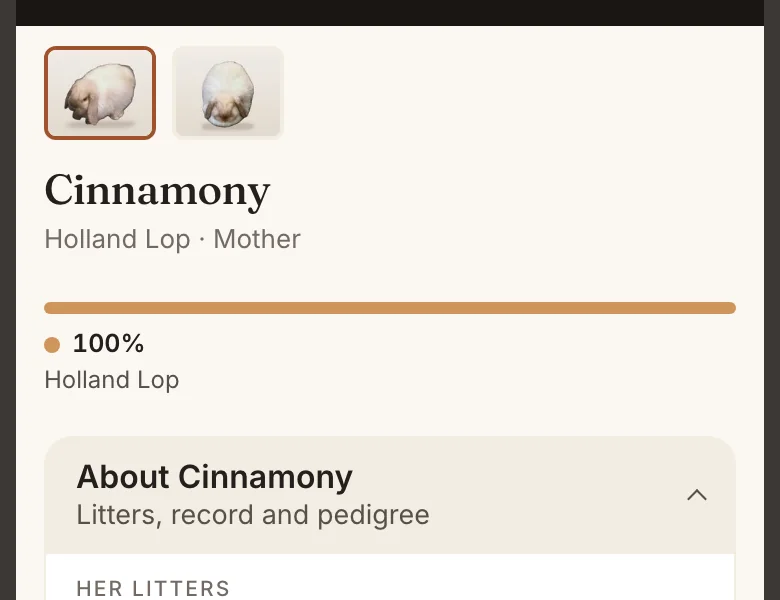 Cinnamony
Holland Lop · Mother
100%
Holland Lop
About Cinnamony
Litters, record and pedigree
HER LITTERS